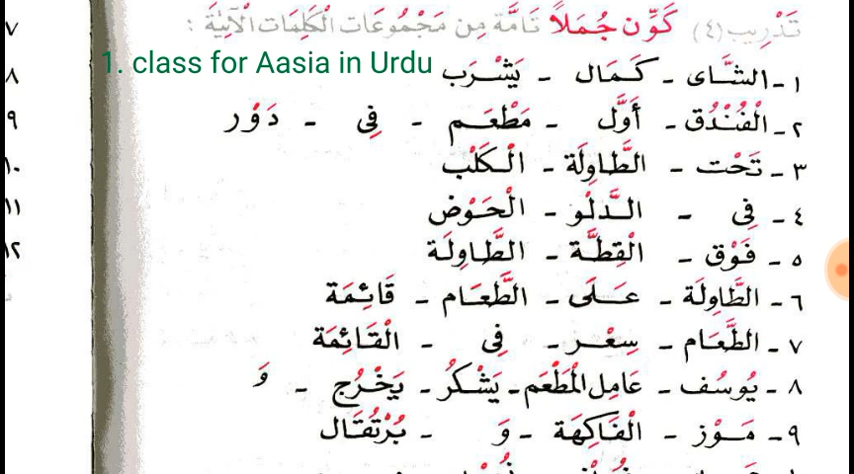 تَدْرِيب (٤) كَوِّن جُمَلاً تَامَّة مِن مَجْمُوعَات الْكَلِمَات الْآتِيَة :
1. class for Aasia in Urdu
١ - الشَّاى - كَمَال - يَشْرَب
٢ - الْفُنْدُق - أَوَّل - مَطْعَم - فِى - دَوْر
٣ - تَحْت - الطَّاوِلَة - الْكَلْب
٤ - فِى - الدَّلْو - الْحَوْض
٥ - فَوْق - الْقِطَّة - الطَّاوِلَة
٦ - الطَّاوِلَة - عَلَى - الطَّعَام - قَائِمَة
٧ - الطَّعَام - سِعْر - فِى - الْقَائِمَة
٨ - يُوسُف - عَامِل الْمَطْعَم - يَشْكُر - يَخْرُج - وَ
٩ - مَوْز - الْفَاكِهَة - وَ - بُرْتُقَال
٧
٨
٩
١٠
١١
١٢